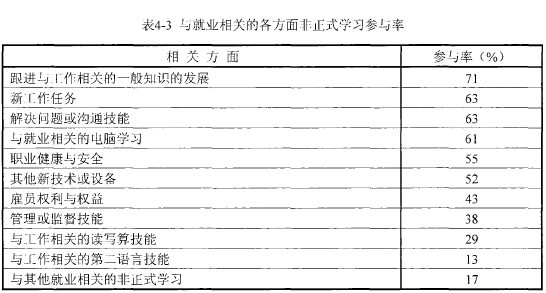 表4-3 与就业相关的各方面非正式学习参与率
相关方面 参与率（%）
跟进与工作相关的一般知识的发展 71
新工作任务 63
解决问题或沟通技能 63
与就业相关的电脑学习 61
职业健康与安全 55
其他新技术或设备 52
雇员权利与权益 43
管理或监督技能 38
与工作相关的读写算技能 29
与工作相关的第二语言技能 13
与其他就业相关的非正式学习 17